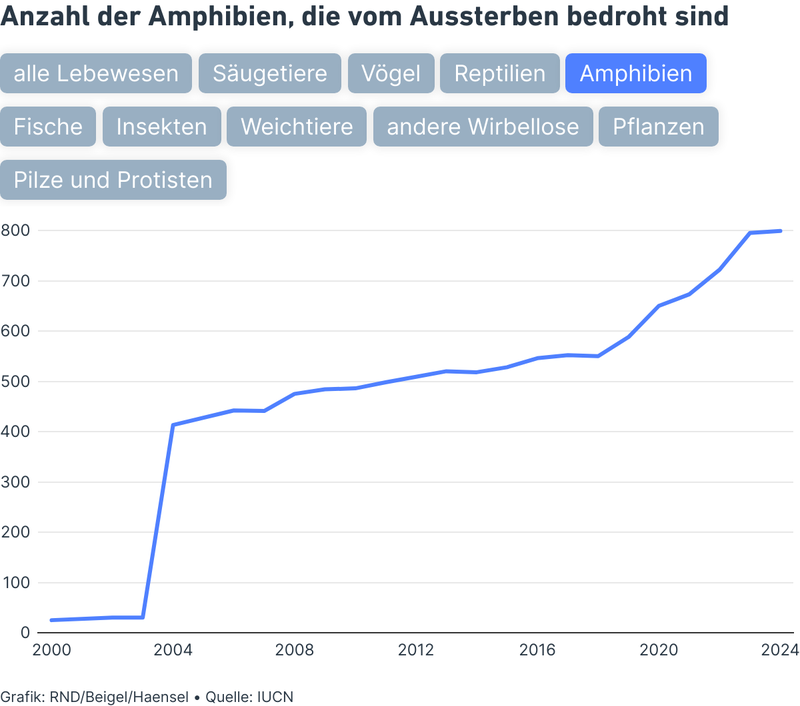 Anzahl der Amphibien, die vom Aussterben bedroht sind
alle Lebewesen Säugetiere Vögel Reptilien Amphibien
Fische Insekten Weichtiere andere Wirbellose Pflanzen
Pilze und Protisten
800
700
600
500
400
300
200
100
0
2000 2004 2008 2012 2016 2020 2024
Grafik: RND/Beigel/Haensel • Quelle: IUCN